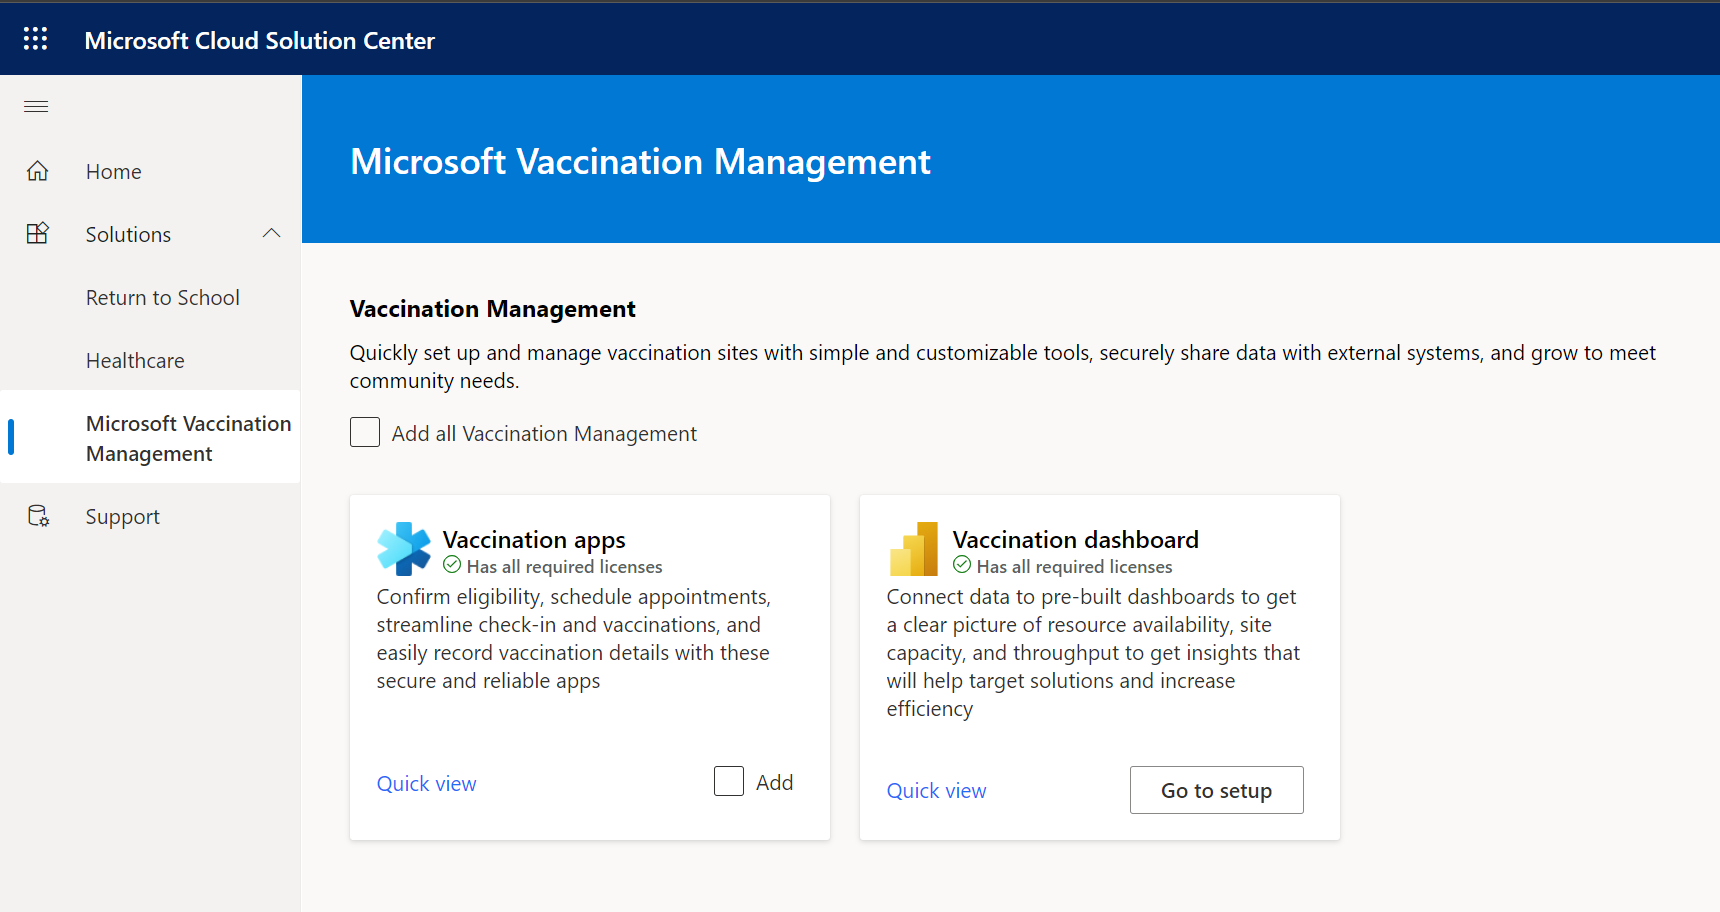 Microsoft Cloud Solution Center
Home
Solutions
Return to School
Healthcare
Microsoft Vaccination
Management
Support
Microsoft Vaccination Management
Vaccination Management
Quickly set up and manage vaccination sites with simple and customizable tools, securely share data with external systems, and grow to meet
community needs.
Add all Vaccination Management
Vaccination apps
Has all required licenses
Confirm eligibility, schedule appointments,
streamline check-in and vaccinations, and
easily record vaccination details with these
secure and reliable apps
Quick view
Add
Vaccination dashboard
Has all required licenses
Connect data to pre-built dashboards to get
a clear picture of resource availability, site
capacity, and throughput to get insights that
will help target solutions and increase
efficiency
Quick view
Go to setup